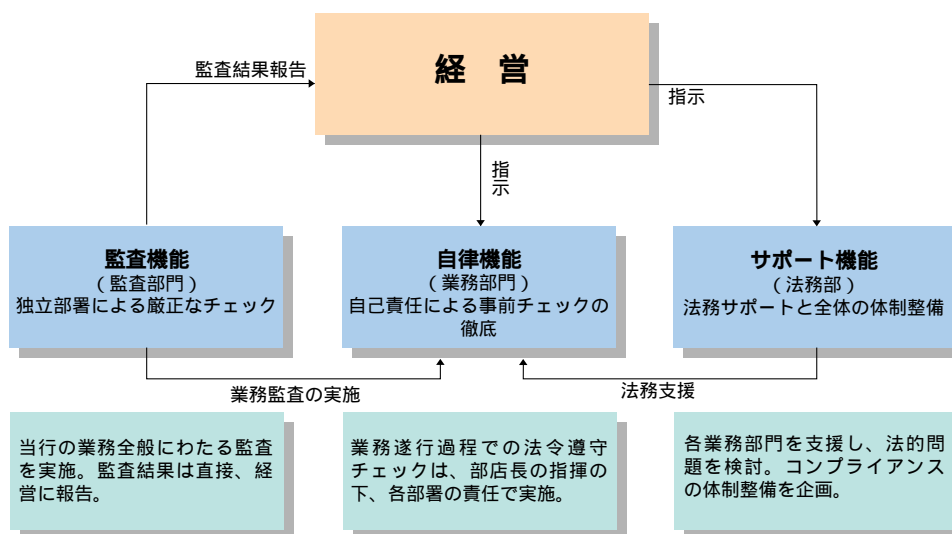 経　営
監査結果報告
指示
指示
監査機能
（監査部門）
独立部署による厳正なチェック
自律機能
（業務部門）
自己責任による事前チェックの
徹底
サポート機能
（法務部）
法務サポートと全体の体制整備
業務監査の実施
法務支援
当行の業務全般にわたる監査
を実施。監査結果は直接、経
営に報告。
業務遂行過程での法令遵守
チェックは、部店長の指揮の
下、各部署の責任で実施。
各業務部門を支援し、法的問
題を検討。コンプライアンス
の体制整備を企画。